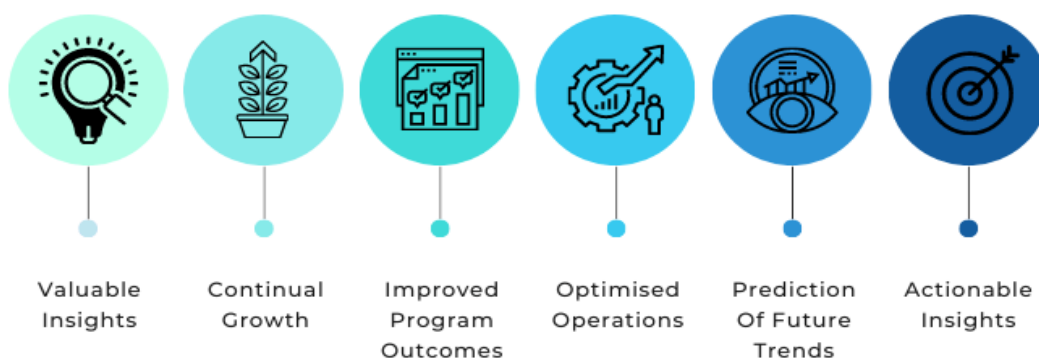 Valuable
Insights
Continual
Growth
Improved
Program
Outcomes
Optimised
Operations
Prediction
Of Future
Trends
Actionable
Insights